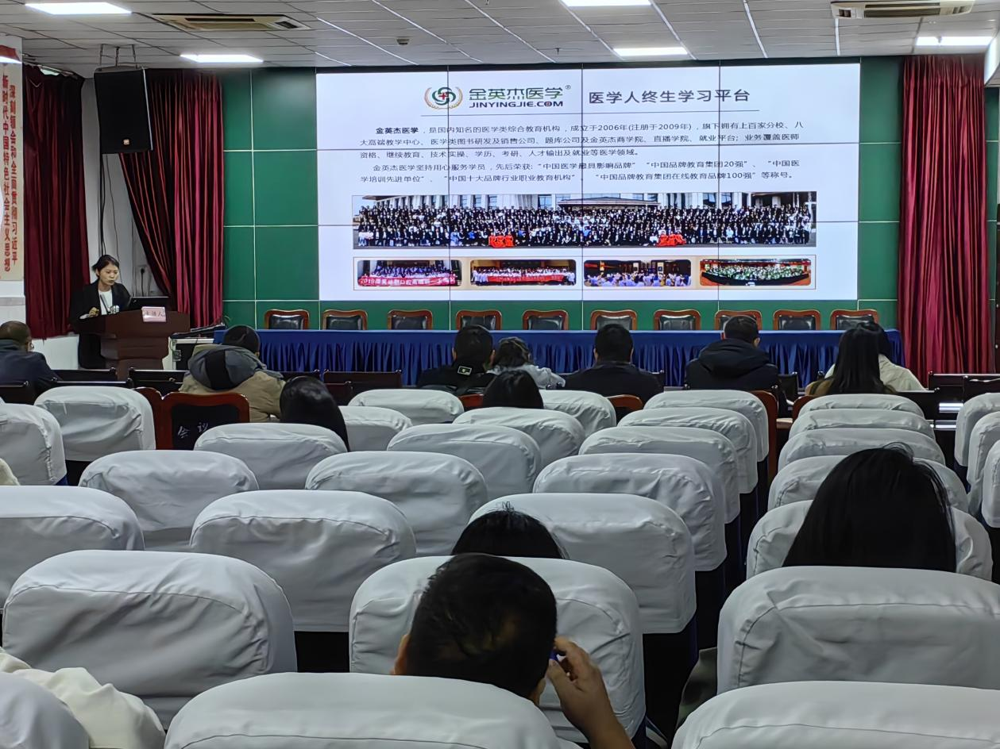 深刻领会和全面贯彻习近平
新时代中国特色社会主义思想
金英杰医学®
JINYINGJIE.COM
医学人终生学习平台
金英杰医学，是国内知名的医学类综合教育机构，成立于2006年(注册于2009年)，旗下拥有上百家分校、八
大高端教学中心、医学类图书研发及销售公司、题库公司及金英杰商学院、直播学院、就业平台；业务覆盖医师
资格、继续教育、技术实操、学历、考研、人才输出及就业等医学领域。
金英杰医学坚持用心服务学员，先后荣获:“中国医学最具影响品牌” “中国品牌教育集团20强”、 “中国医
学培训先进单位”、 “中国十大品牌行业职业教育机构”、 “中国品牌教育集团在线教育品牌100强”等称号。
主讲人
会议